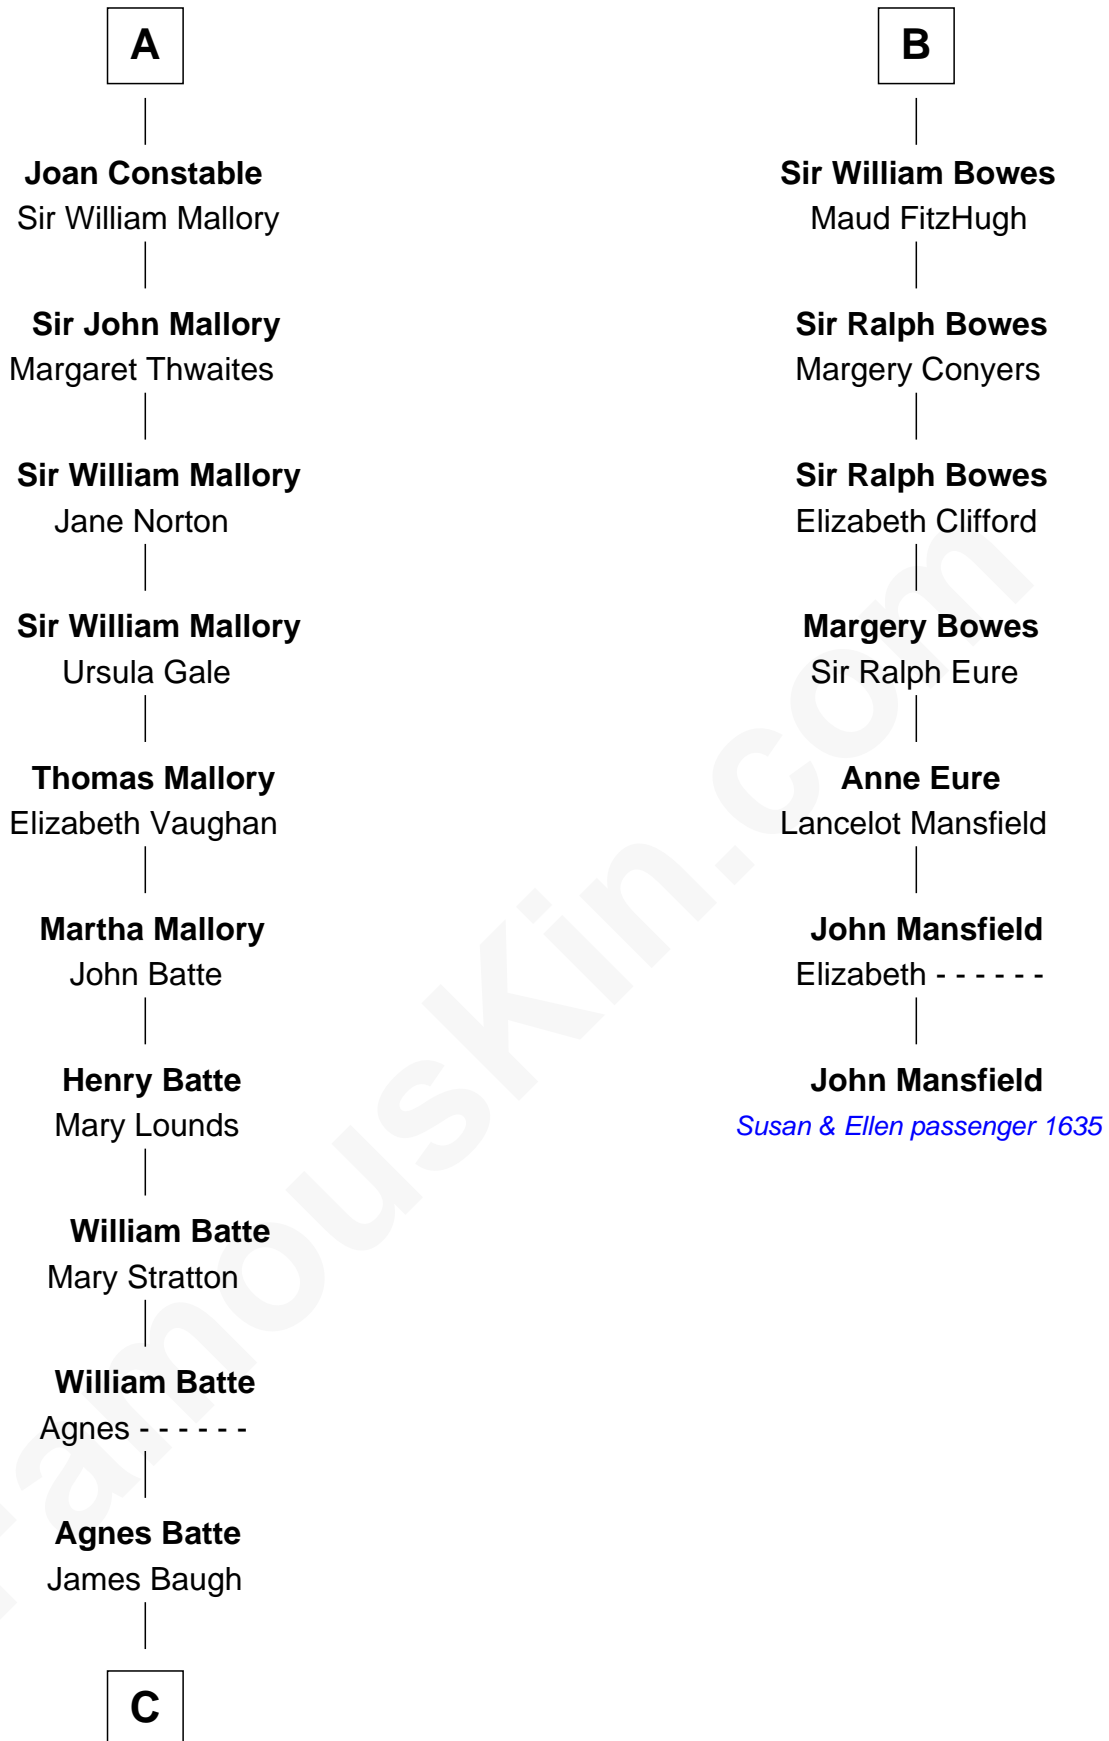 A
Joan Constable
Sir William Mallory
Sir John Mallory
Margaret Thwaites
Sir William Mallory
Jane Norton
Sir William Mallory
Ursula Gale
Thomas Mallory
Elizabeth Vaughan
Martha Mallory
John Batte
Henry Batte
Mary Lounds
William Batte
Mary Stratton
William Batte
Agnes - - - - - -
Agnes Batte
James Baugh
C
B
Sir William Bowes
Maud FitzHugh
Sir Ralph Bowes
Margery Conyers
Sir Ralph Bowes
Elizabeth Clifford
Margery Bowes
Sir Ralph Eure
Anne Eure
Lancelot Mansfield
John Mansfield
Elizabeth - - - - - -
John Mansfield
Susan & Ellen passenger 1635
FamousKin.com